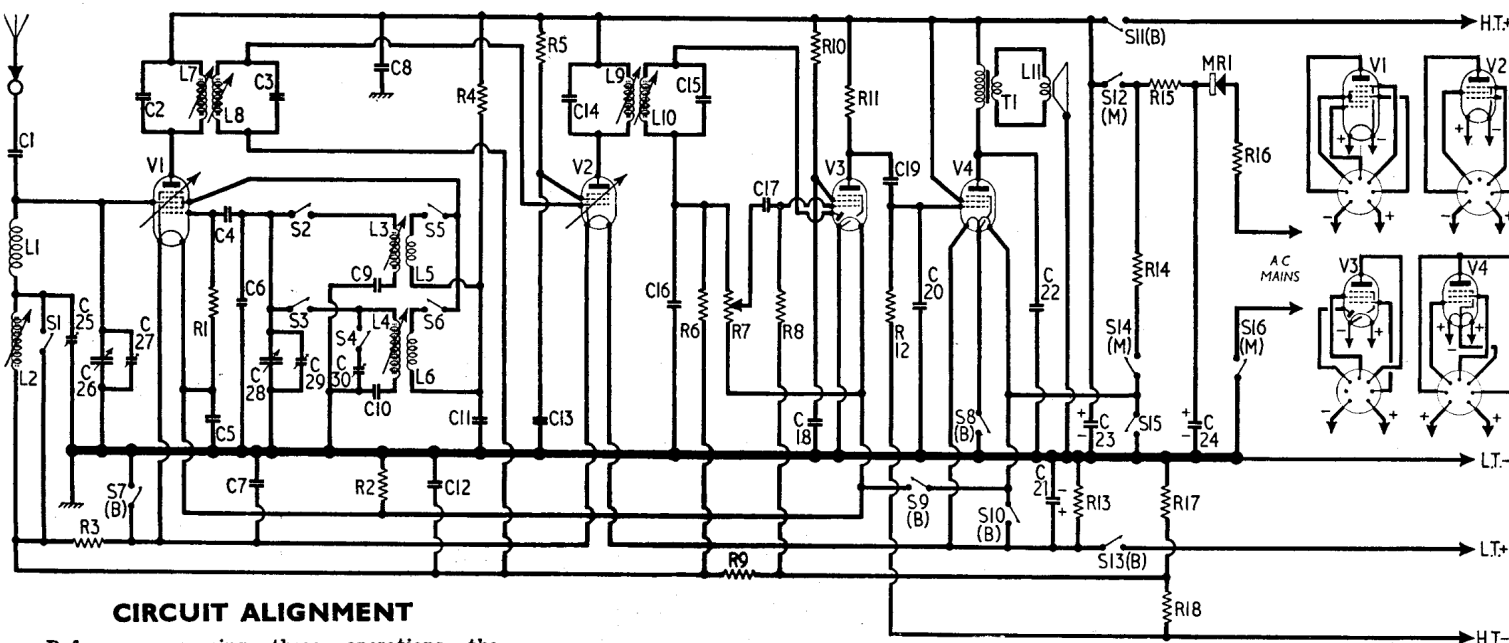 S11(B)
H.T.+
R5
R10
C8
L7
C3
L9
C15
C2
L8
R4
C14
L10
R11
T1
L11
S12
(M)
R15
MR1
V1
V2
C1
R16
V1
V2
V3
C19
V4
C17
L1
C4
S2
L3
S5
C9
L5
R14
A C
MAINS
V3
V4
C
25
S1
C
27
R1
C6
S3
S4
L4
S6
C16
R6
R7
R8
R
12
C
20
C
22
S14
(M)
S16
(M)
L2
C
26
C
28
C
29
C
30
C10
L6
C5
C11
C13
C
18
S8
(B)
C
23
S15
C
24
L.T.-
S7
(B)
C7
R2
C12
S9
(B)
S10
(B)
C
21
R13
R17
R3
S13(B)
L.T.+
R9
R18
CIRCUIT ALIGNMENT
H.T.-